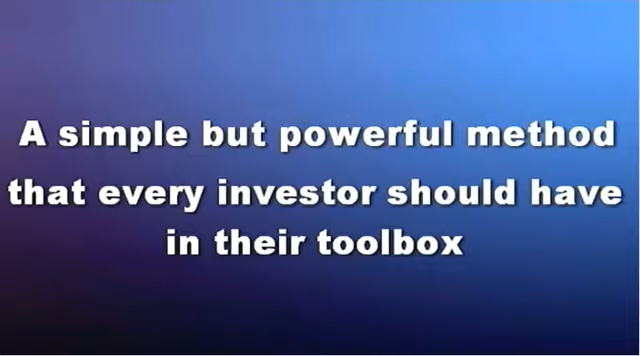 A simple but powerful method
that every investor should have
in their toolbox